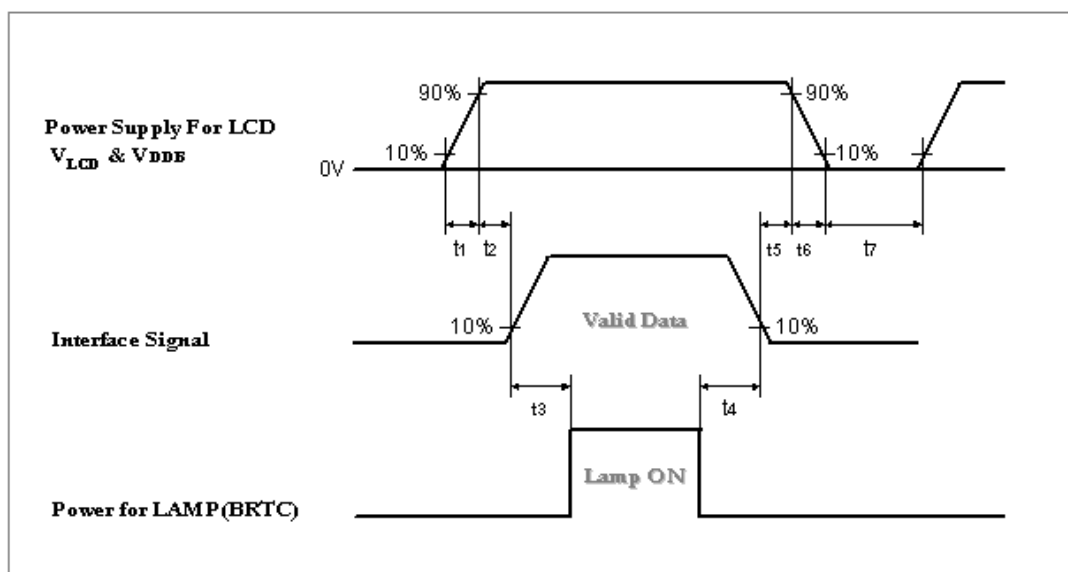 90%
90%
Power Supply For LCD
VLCD & VDDB
10%
10%
0V
t1
t2
t5
t6
t7
10%
Valid Data
10%
Interface Signal
t3
t4
Lamp ON
Power for LAMP(BRTC)